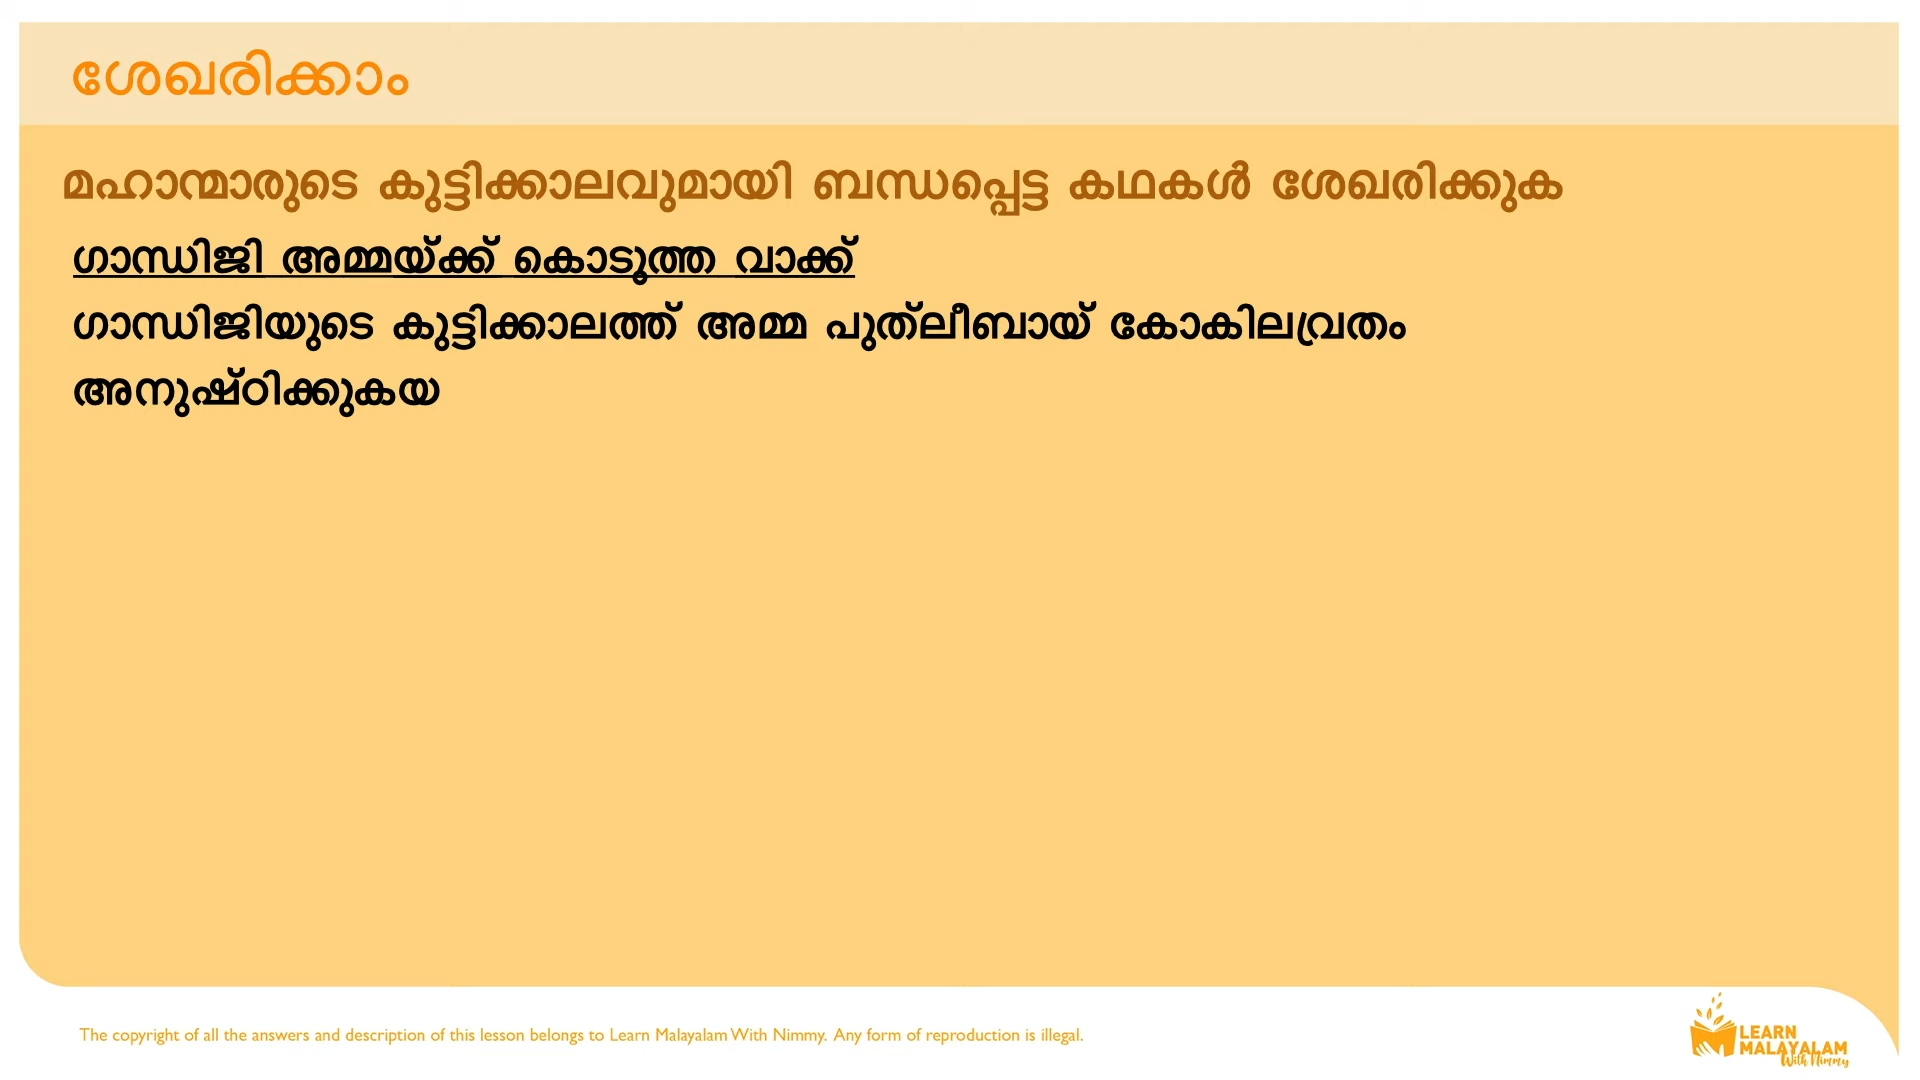 ശേഖരിക്കാം
മഹാന്മാരുടെ കുട്ടിക്കാലവുമായി ബന്ധപ്പെട്ട കഥകൾ ശേഖരിക്കുക
ഗാന്ധിജി അമ്മയ്ക്ക് കൊടുത്ത വാക്ക്
ഗാന്ധിജിയുടെ കുട്ടിക്കാലത്ത് അമ്മ പുത്‌ലീബായ് കോകിലവ്രതം
അനുഷ്ഠിക്കുകയ
The copyright of all the answers and description of this lesson belongs to Learn Malayalam With Nimmy. Any form of reproduction is illegal.
LEARN
MALAYALAM
With Nimmy